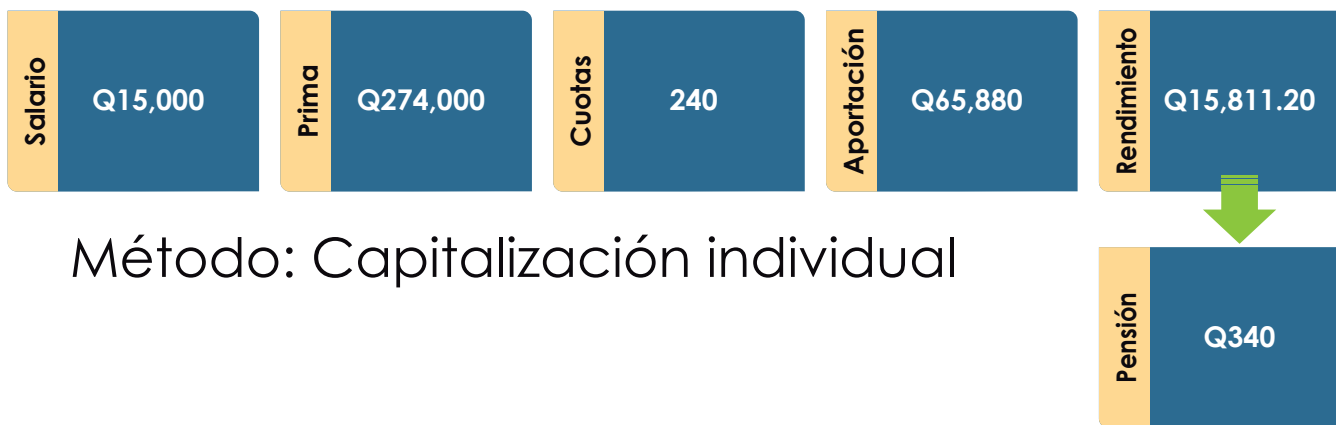 Salario
Q15,000
Prima
Q274,000
Cuotas
240
Aportación
Q65,880
Rendimiento
Q15,811.20
Método: Capitalización individual
Pensión
Q340